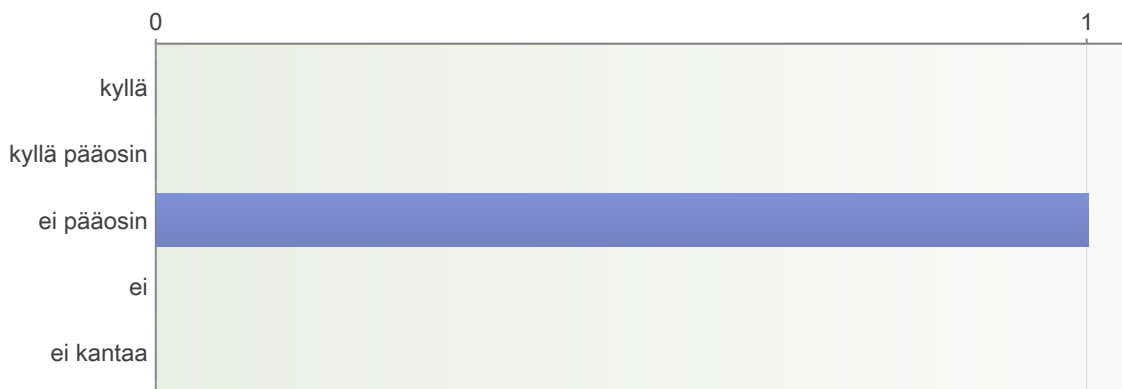 0 1
kyllä
kyllä pääosin
ei pääosin
ei
ei kantaa